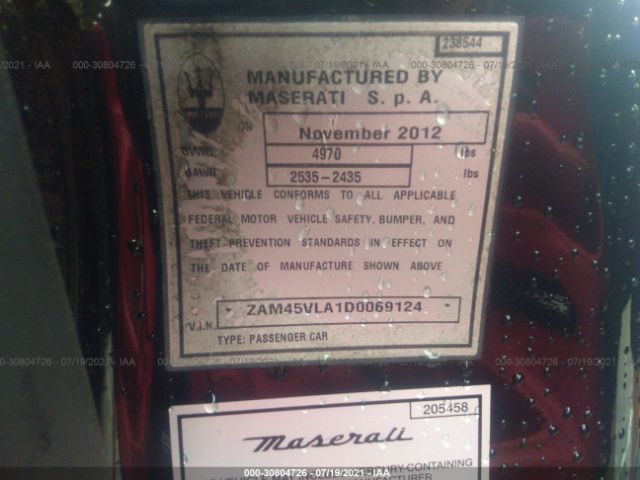 238544
MANUFACTURED BY
MASERATI S. p A.
MASERATI
ON
November 2012
GVWR 4970 lbs
GAWR 2535-2435 lbs
THIS VEHICLE CONFORMS TO ALL APPLICABLE
FEDERAL MOTOR VEHICLE SAFETY, BUMPER, AND
THEFT PREVENTION STANDARDS IN EFFECT ON
THE DATE OF MANUFACTURE SHOWN ABOVE
V.I.N. · ZAM45VLA1D0069124 ·
TYPE: PASSENGER CAR
205458
Maserati
000-30804726 - 07/19/2021 - IAA